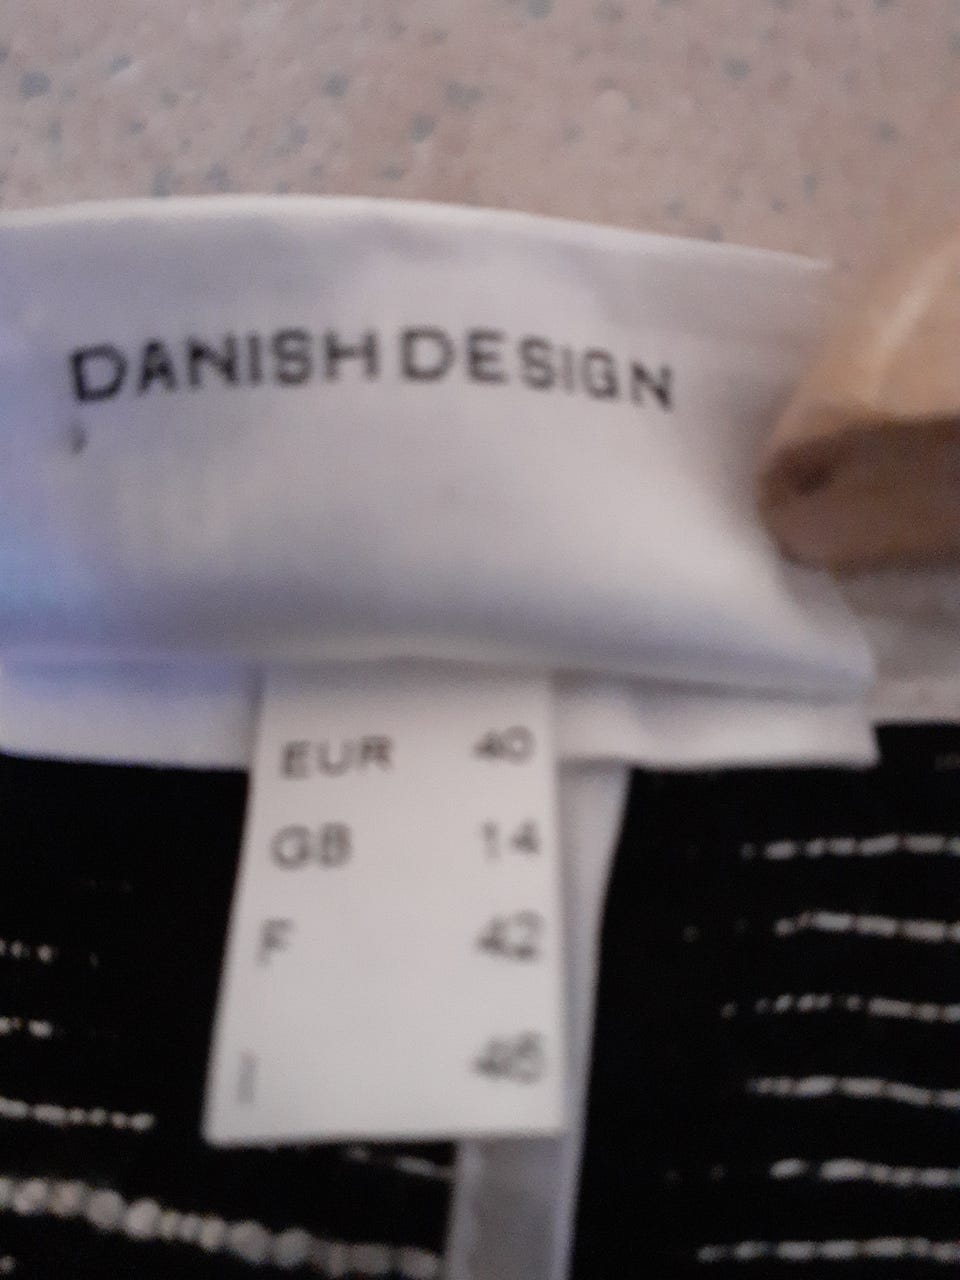 DANISH DESIGN
EUR 40
GB 14
F 42
I 46